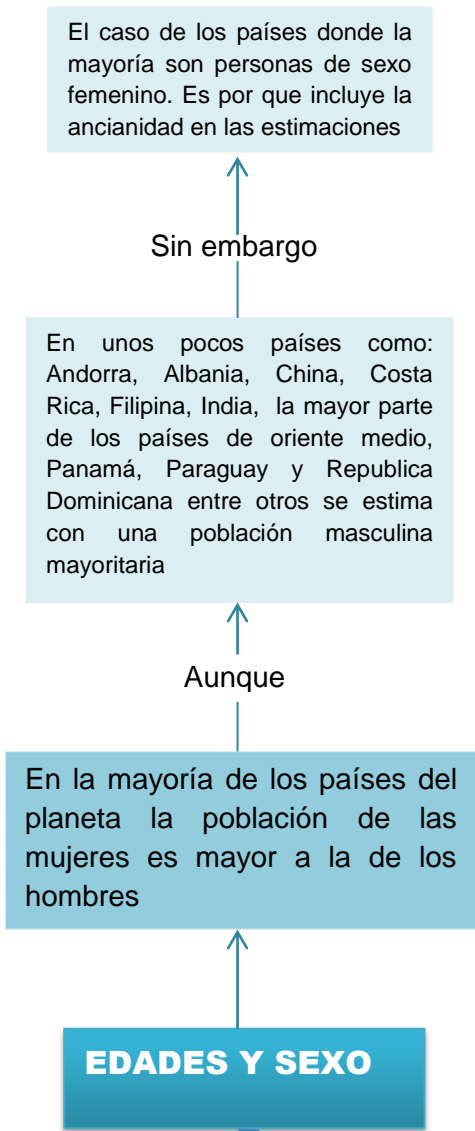 El caso de los países donde la
mayoría son personas de sexo
femenino. Es por que incluye la
ancianidad en las estimaciones
Sin embargo
En unos pocos países como:
Andorra, Albania, China, Costa
Rica, Filipina, India, la mayor parte
de los países de oriente medio,
Panamá, Paraguay y Republica
Dominicana entre otros se estima
con una población masculina
mayoritaria
Aunque
En la mayoría de los países del
planeta la población de las
mujeres es mayor a la de los
hombres
EDADES Y SEXO